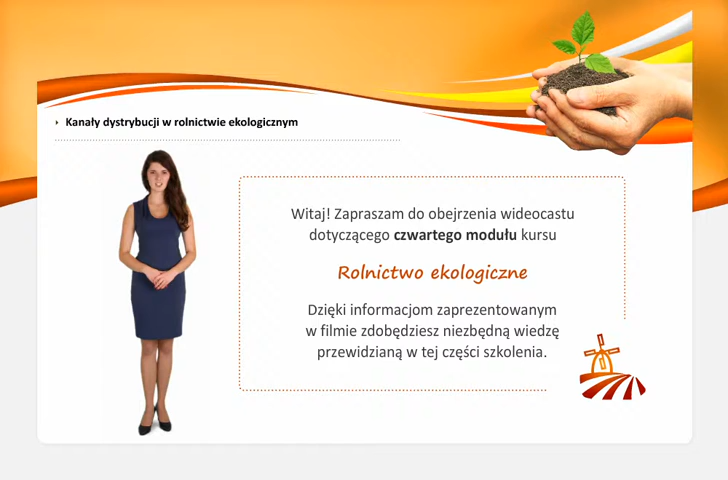 Kanały dystrybucji w rolnictwie ekologicznym
Witaj! Zapraszam do obejrzenia wideocastu
dotyczącego czwartego modułu kursu
Rolnictwo ekologiczne
Dzięki informacjom zaprezentowanym
w filmie zdobędziesz niezbędną wiedzę
przewidzianą w tej części szkolenia.